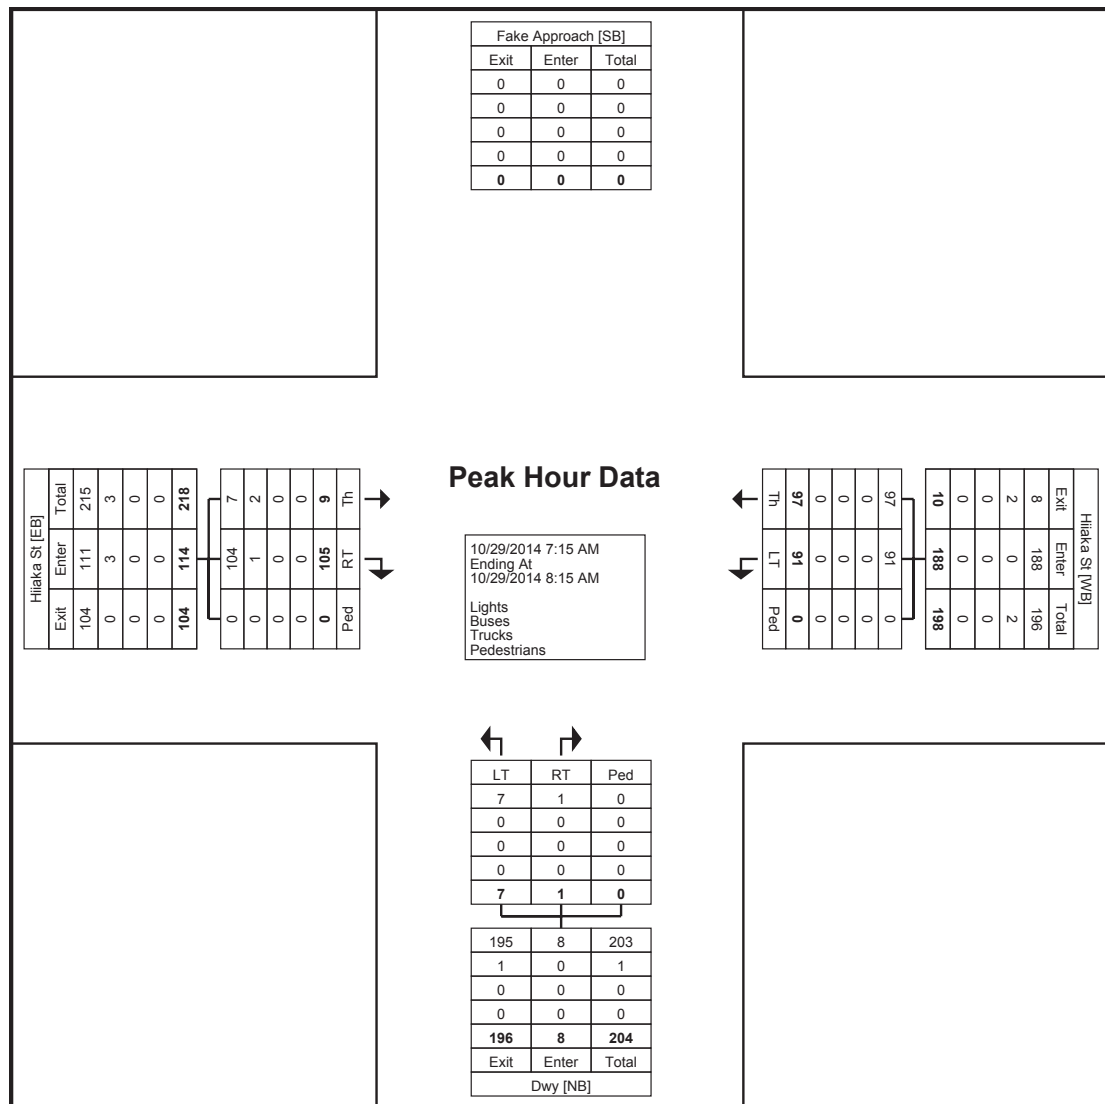 Fake Approach [SB]
Exit Enter Total
0 0 0
0 0 0
0 0 0
0 0 0
0 0 0
Hiiaka St [EB]
Exit Enter Total
104 111 215
0 3 3
0 0 0
0 0 0
104 114 218
0 104 7
0 1 2
0 0 0
0 0 0
0 105 9
Ped RT Th
Peak Hour Data
10/29/2014 7:15 AM
Ending At
10/29/2014 8:15 AM
Lights
Buses
Trucks
Pedestrians
Hiiaka St [WB]
Exit Enter Total
8 188 196
2 0 2
0 0 0
0 0 0
10 188 198
97 91 0
0 0 0
0 0 0
0 0 0
97 91 0
Th LT Ped
LT RT Ped
7 1 0
0 0 0
0 0 0
0 0 0
7 1 0
195 8 203
1 0 1
0 0 0
0 0 0
196 8 204
Exit Enter Total
Dwy [NB]